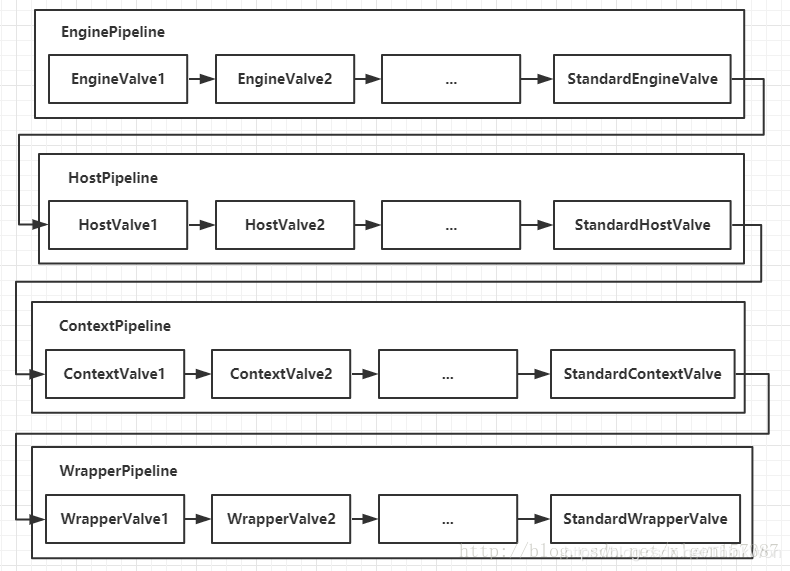 EnginePipeline
EngineValve1
EngineValve2
...
StandardEngineValve
HostPipeline
HostValve1
HostValve2
...
StandardHostValve
ContextPipeline
ContextValve1
ContextValve2
...
StandardContextValve
WrapperPipeline
WrapperValve1
WrapperValve2
...
StandardWrapperValve